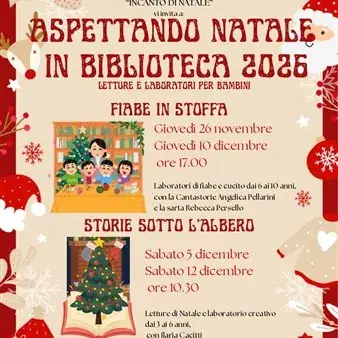 "INCANTO DI NATALE"
vi invita a:
ASPETTANDO NATALE
IN BIBLIOTECA 2026
LETTURE E LABORATORI PER BAMBINI
FIABE IN STOFFA
Giovedì 26 novembre
Giovedì 10 dicembre
ore 17.00
Laboratori di fiabe e cucito dai 6 ai 10 anni,
con la Cantastorie Angelica Pellarini
e la sarta Rebecca Persello
STORIE SOTTO L'ALBERO
Sabato 5 dicembre
Sabato 12 dicembre
ore 10.30
Letture di Natale e laboratorio creativo
dai 3 ai 6 anni,
con Ilaria Cacitti